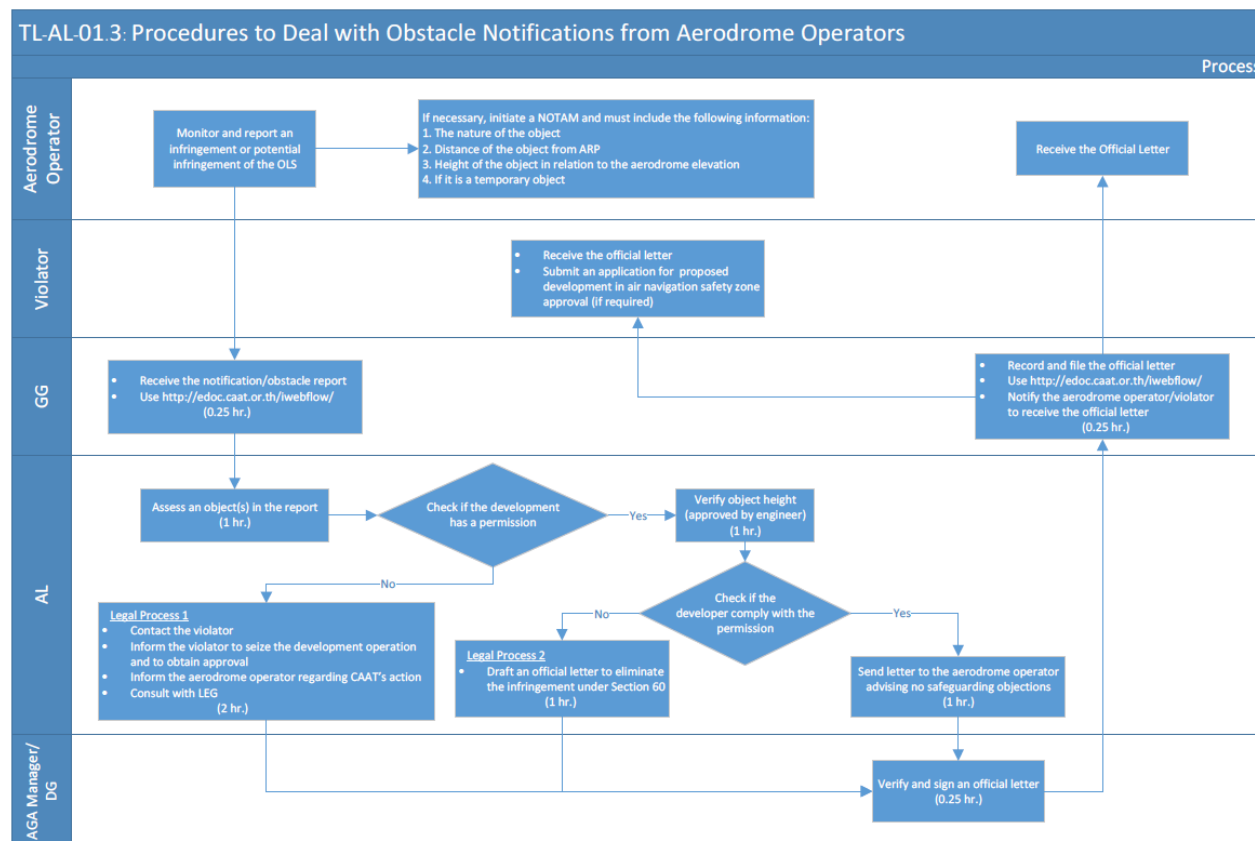 TL-AL-01.3: Procedures to Deal with Obstacle Notifications from Aerodrome Operators
Process
Aerodrome
Operator
Monitor and report an
infringement or potential
infringement of the OLS
If necessary, initiate a NOTAM and must include the following information:
1. The nature of the object
2. Distance of the object from ARP
3. Height of the object in relation to the aerodrome elevation
4. If it is a temporary object
Receive the Official Letter
Violator
• Receive the official letter
• Submit an application for proposed
development in air navigation safety zone
approval (if required)
GG
• Receive the notification/obstacle report
• Use http://edoc.caat.or.th/iwebflow/
(0.25 hr.)
• Record and file the official letter
• Use http://edoc.caat.or.th/iwebflow/
• Notify the aerodrome operator/violator
to receive the official letter
(0.25 hr.)
AL
Assess an object(s) in the report
(1 hr.)
Check if the development
has a permission
Yes
Verify object height
(approved by engineer)
(1 hr.)
No
Check if the
developer comply with the
permission
No
Yes
Legal Process 1
• Contact the violator
• Inform the violator to seize the development operation
and to obtain approval
• Inform the aerodrome operator regarding CAAT's action
• Consult with LEG
(2 hr.)
Legal Process 2
• Draft an official letter to eliminate
the infringement under Section 60
(1 hr.)
Send letter to the aerodrome operator
advising no safeguarding objections
(1 hr.)
AGA Manager/
DG
Verify and sign an official letter
(0.25 hr.)